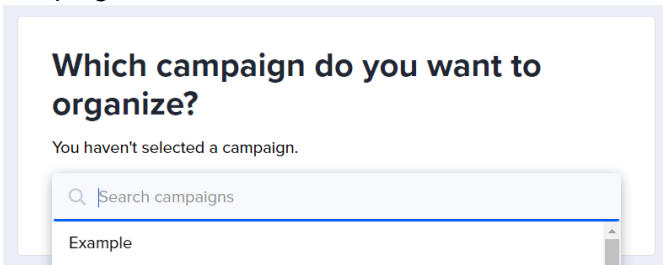 Which campaign do you want to
organize?
You haven't selected a campaign.
Search campaigns
Example